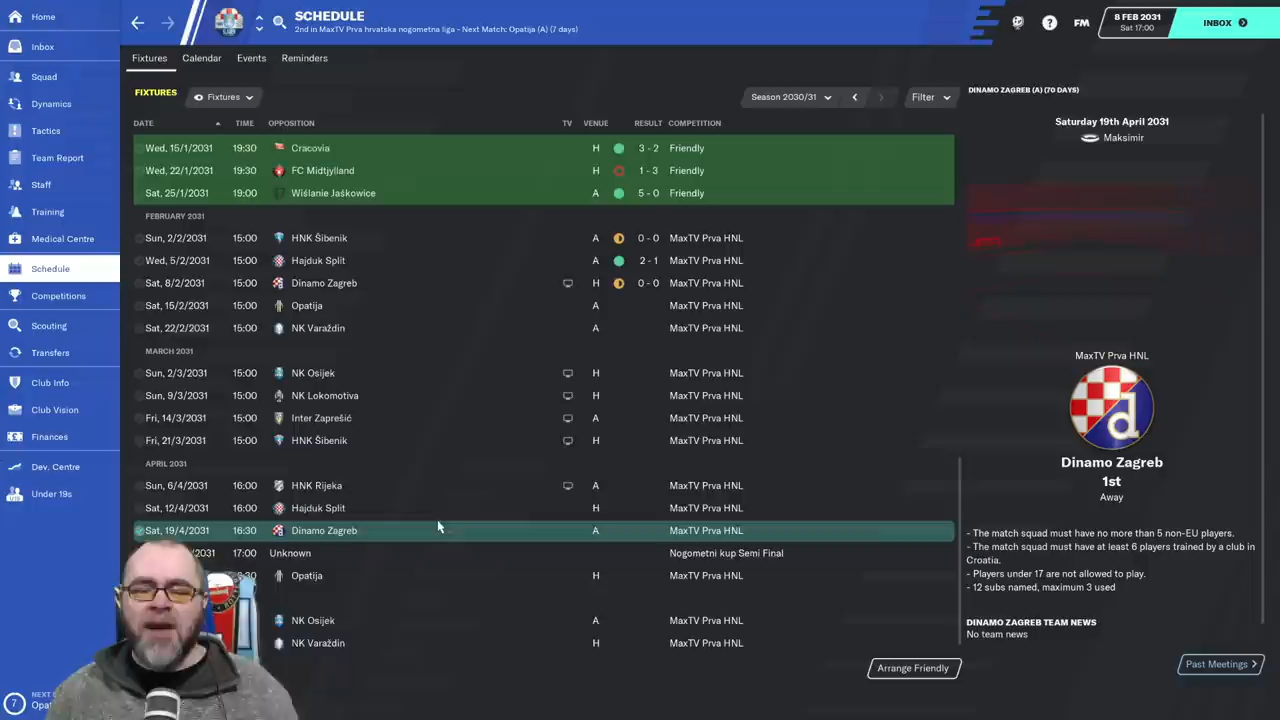 Home
Inbox
Squad
Dynamics
Tactics
Team Report
Staff
Training
Medical Centre
Schedule
Competitions
Scouting
Transfers
Club Info
Club Vision
Finances
Dev. Centre
Under 19s
7
SCHEDULE
2nd in MaxTV Prva hrvatska nogometna liga - Next Match: Opatija (A) (7 days)
FM
8 FEB 2031
Sat 17:00
INBOX
Fixtures Calendar Events Reminders
FIXTURES
Fixtures
Season 2030/31
Filter
DATE TIME OPPOSITION TV VENUE RESULT COMPETITION
Wed, 15/1/2031 19:30 Cracovia H 3 - 2 Friendly
Wed, 22/1/2031 19:30 FC Midtjylland H 1 - 3 Friendly
Sat, 25/1/2031 19:00 Wiślanie Jaśkowice A 5 - 0 Friendly
FEBRUARY 2031
Sun, 2/2/2031 15:00 HNK Šibenik A 0 - 0 MaxTV Prva HNL
Wed, 5/2/2031 15:00 Hajduk Split A 2 - 1 MaxTV Prva HNL
Sat, 8/2/2031 15:00 Dinamo Zagreb H 0 - 0 MaxTV Prva HNL
Sat, 15/2/2031 15:00 Opatija A MaxTV Prva HNL
Sat, 22/2/2031 15:00 NK Varaždin A MaxTV Prva HNL
MARCH 2031
Sun, 2/3/2031 15:00 NK Osijek H MaxTV Prva HNL
Sun, 9/3/2031 15:00 NK Lokomotiva H MaxTV Prva HNL
Fri, 14/3/2031 15:00 Inter Zaprešić A MaxTV Prva HNL
Fri, 21/3/2031 15:00 HNK Šibenik H MaxTV Prva HNL
APRIL 2031
Sun, 6/4/2031 16:00 HNK Rijeka A MaxTV Prva HNL
Sat, 12/4/2031 16:00 Hajduk Split H MaxTV Prva HNL
Sat, 19/4/2031 16:30 Dinamo Zagreb A MaxTV Prva HNL
17:00 Unknown Nogometni kup Semi Final
Opatija H MaxTV Prva HNL
NK Osijek A MaxTV Prva HNL
NK Varaždin H MaxTV Prva HNL
Arrange Friendly
DINAMO ZAGREB (A) (70 DAYS)
Saturday 19th April 2031
Maksimir
MaxTV Prva HNL
Dinamo Zagreb
1st
Away
- The match squad must have no more than 5 non-EU players.
- The match squad must have at least 6 players trained by a club in
Croatia.
- Players under 17 are not allowed to play.
- 12 subs named, maximum 3 used
DINAMO ZAGREB TEAM NEWS
No team news
Past Meetings